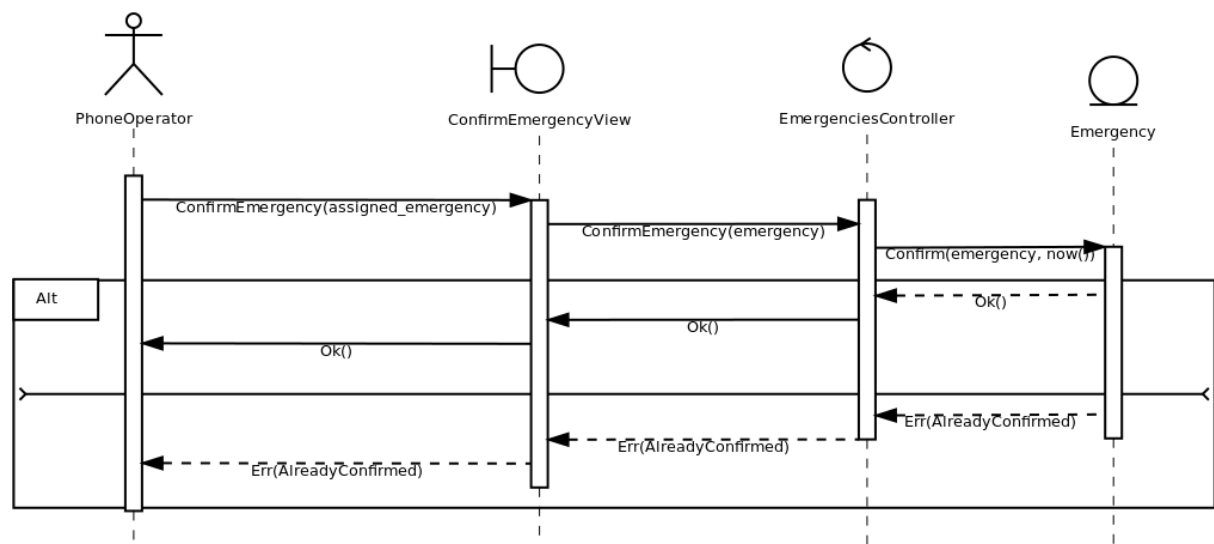 PhoneOperator
ConfirmEmergencyView
EmergenciesController
Emergency
ConfirmEmergency(assigned_emergency)
ConfirmEmergency(emergency)
Confirm(emergency, now())
Alt
Ok()
Ok()
Ok()
Err(AlreadyConfirmed)
Err(AlreadyConfirmed)
Err(AlreadyConfirmed)